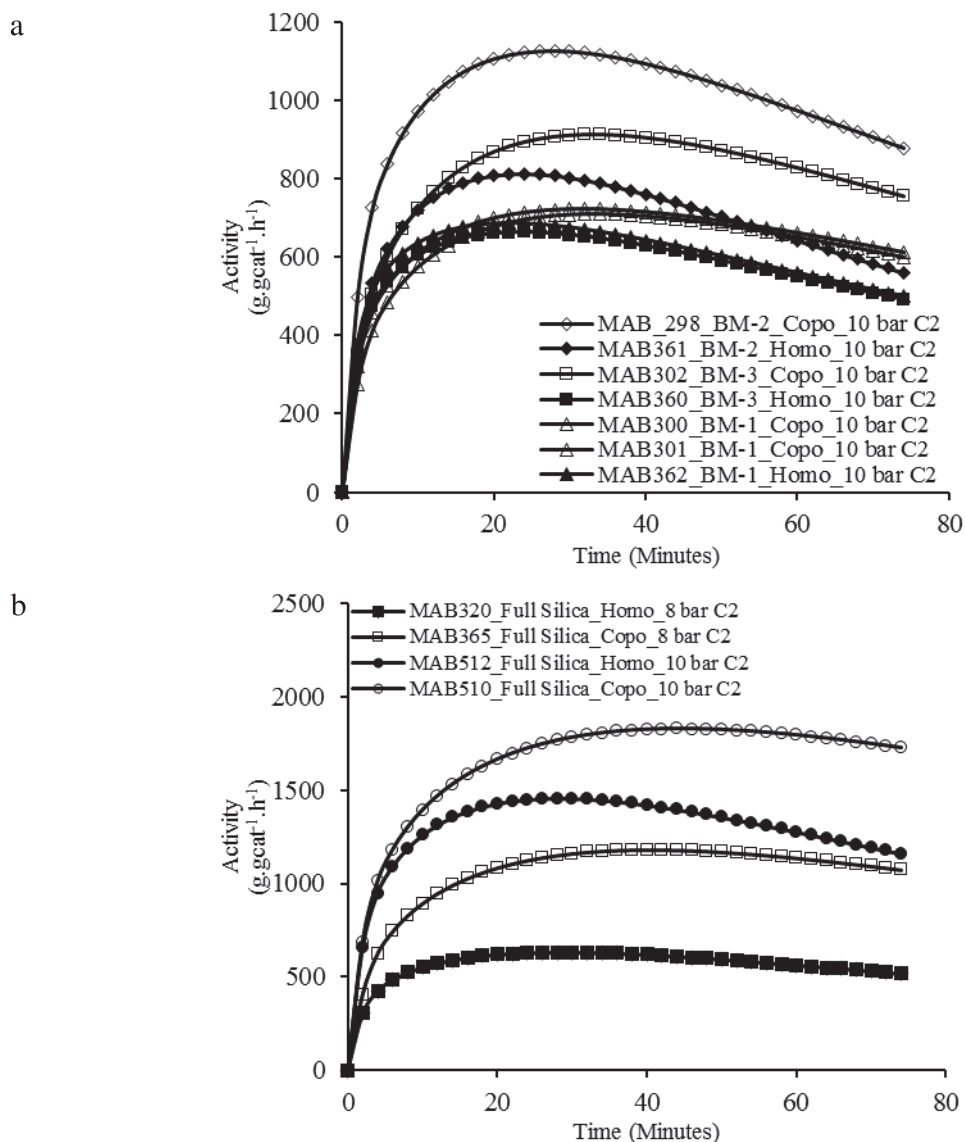 a
1200
1000
800
600
400
200
0
Activity
(g.gcat⁻¹.h⁻¹)
MAB_298_BM-2_Copo_10 bar C2
MAB361_BM-2_Homo_10 bar C2
MAB302_BM-3_Copo_10 bar C2
MAB360_BM-3_Homo_10 bar C2
MAB300_BM-1_Copo_10 bar C2
MAB301_BM-1_Copo_10 bar C2
MAB362_BM-1_Homo_10 bar C2
0 20 40 60 80
Time (Minutes)
b
2500
2000
1500
1000
500
0
Activity
(g.gcat⁻¹.h⁻¹)
MAB320_Full Silica_Homo_8 bar C2
MAB365_Full Silica_Copo_8 bar C2
MAB512_Full Silica_Homo_10 bar C2
MAB510_Full Silica_Copo_10 bar C2
0 20 40 60 80
Time (Minutes)